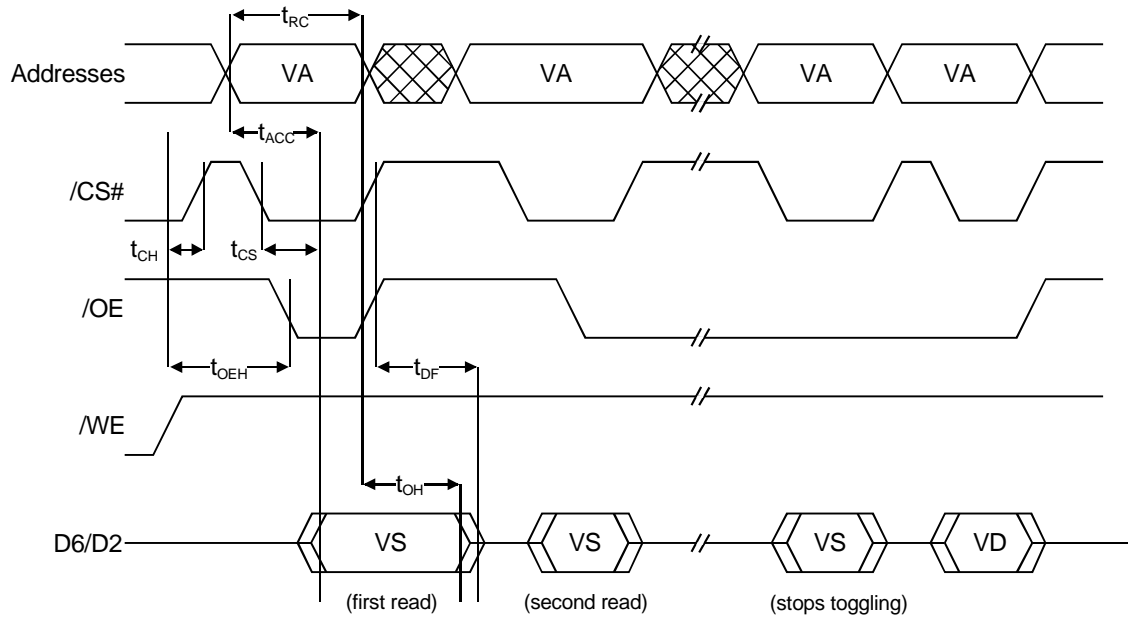 tRC
Addresses VA VA VA VA
tACC
/CS#
tCH tCS
/OE
tOEH tDF
/WE
tOH
D6/D2 VS VS VS VD
(first read) (second read) (stops toggling)